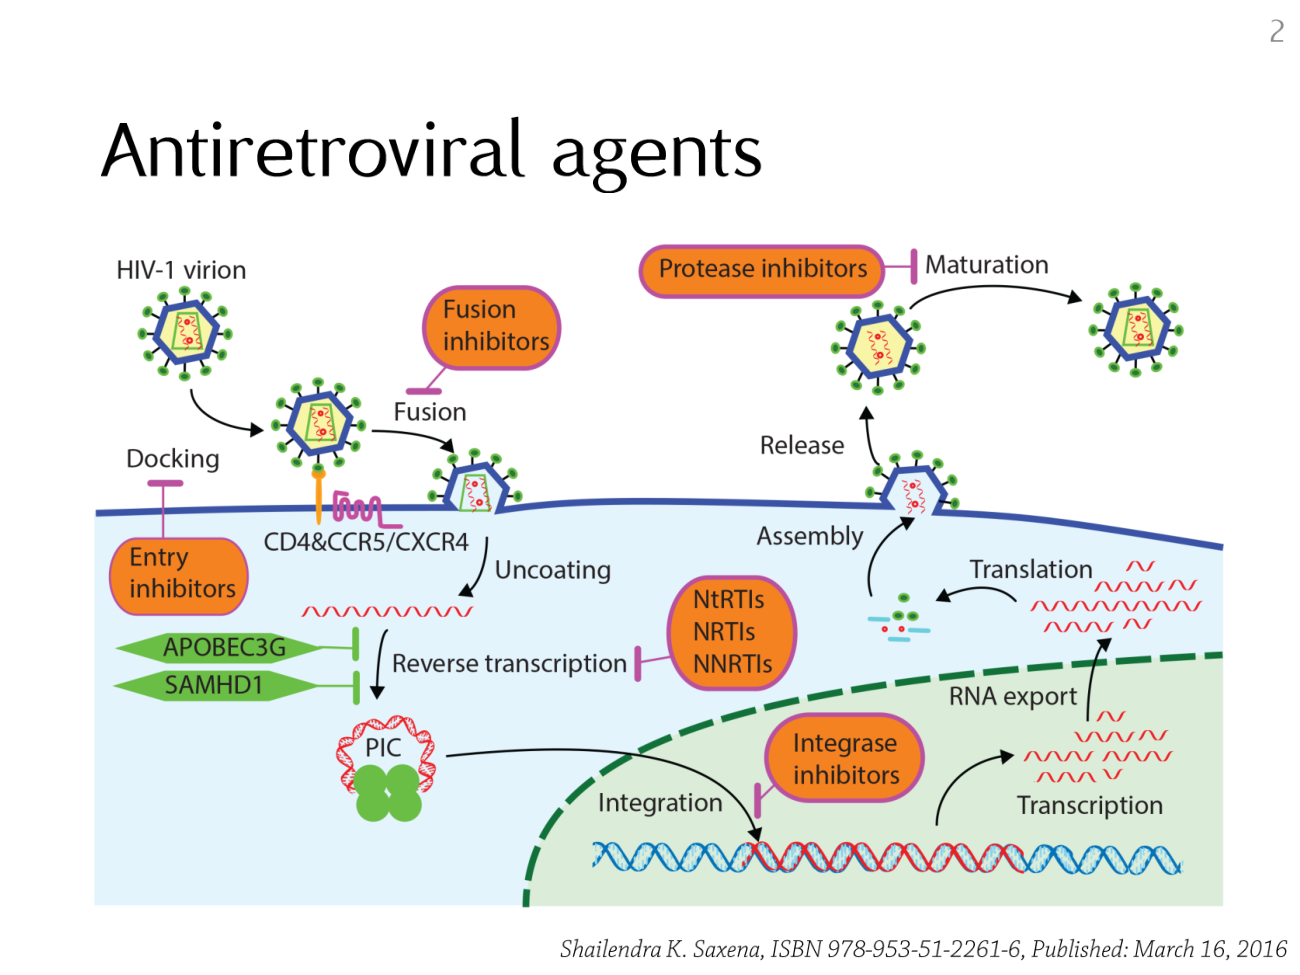 2
Antiretroviral agents
HIV-1 virion
Fusion
inhibitors
Protease inhibitors
Maturation
Fusion
Docking
Release
CD4&CCR5/CXCR4
Assembly
Entry
inhibitors
Uncoating
Translation
NtRTIs
NRTIs
NNRTIs
APOBEC3G
SAMHD1
Reverse transcription
RNA export
PIC
Integrase
inhibitors
Integration
Transcription
Shailendra K. Saxena, ISBN 978-953-51-2261-6, Published: March 16, 2016